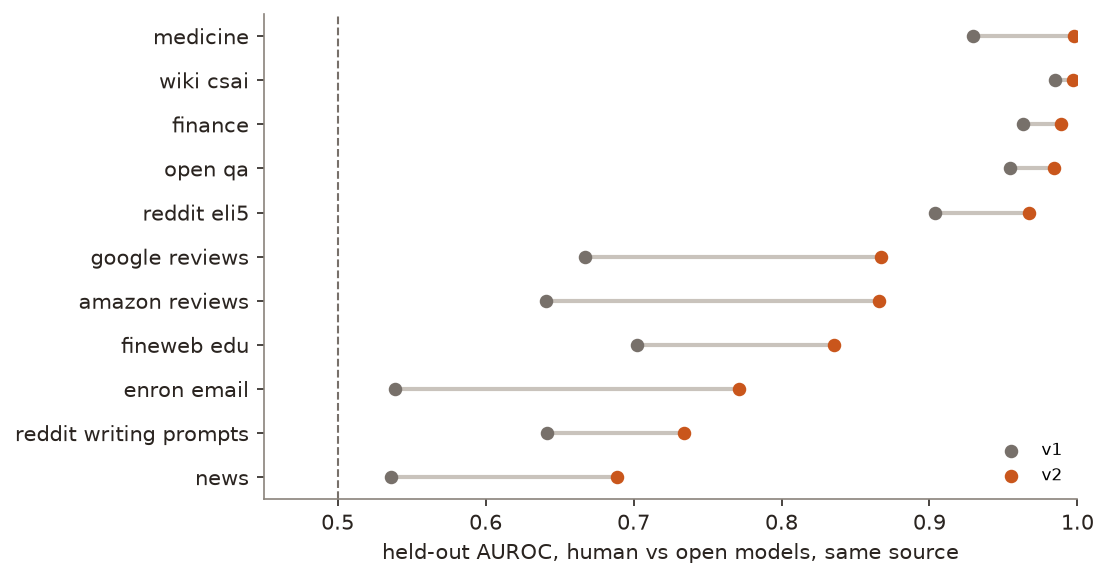 medicine
wiki csai
finance
open qa
reddit eli5
google reviews
amazon reviews
fineweb edu
enron email
reddit writing prompts
news
v1
v2
0.5 0.6 0.7 0.8 0.9 1.0
held-out AUROC, human vs open models, same source